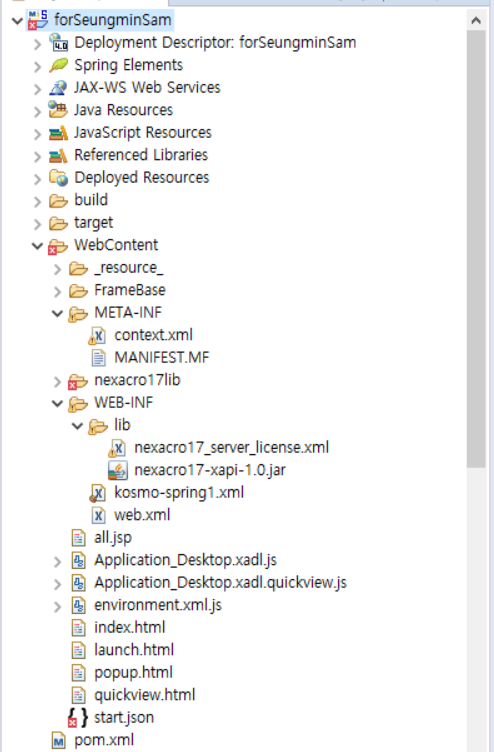 forSeungminSam
Deployment Descriptor: forSeungminSam
Spring Elements
JAX-WS Web Services
Java Resources
JavaScript Resources
Referenced Libraries
Deployed Resources
build
target
WebContent
_resource_
FrameBase
META-INF
context.xml
MANIFEST.MF
nexacro17lib
WEB-INF
lib
nexacro17_server_license.xml
nexacro17-xapi-1.0.jar
kosmo-spring1.xml
web.xml
all.jsp
Application_Desktop.xadl.js
Application_Desktop.xadl.quickview.js
environment.xml.js
index.html
launch.html
popup.html
quickview.html
start.json
pom.xml